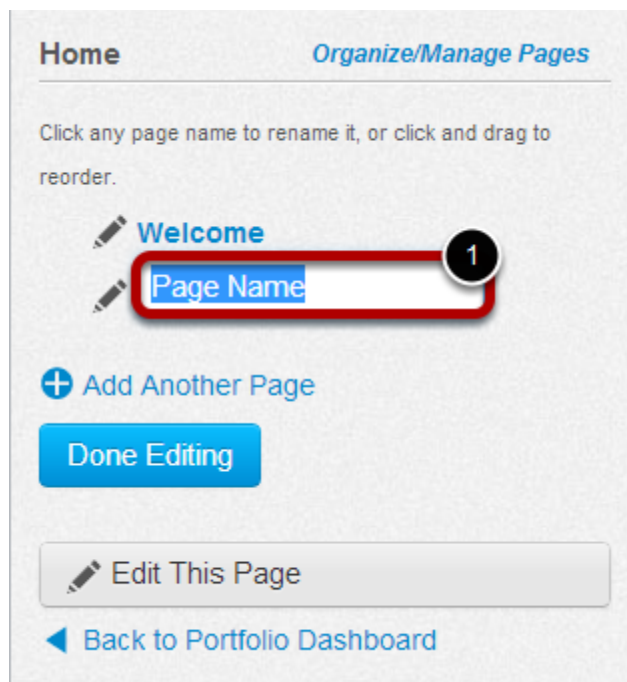 Home Organize/Manage Pages
Click any page name to rename it, or click and drag to
reorder.
Welcome
1
Page Name
Add Another Page
Done Editing
Edit This Page
Back to Portfolio Dashboard